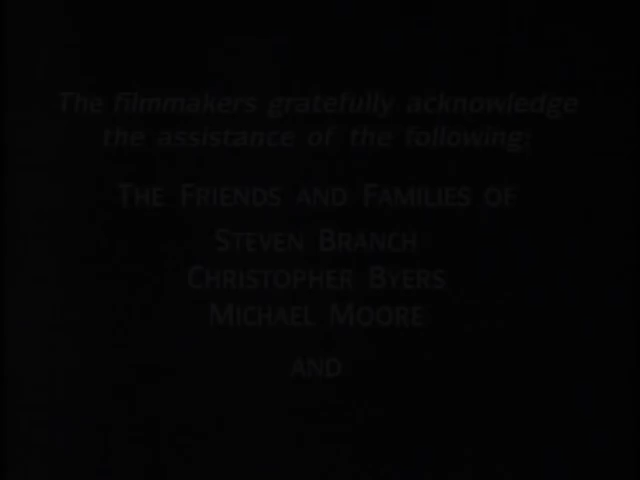 The filmmakers gratefully acknowledge
the assistance of the following:
THE FRIENDS AND FAMILIES OF
STEVEN BRANCH
CHRISTOPHER BYERS
MICHAEL MOORE
AND